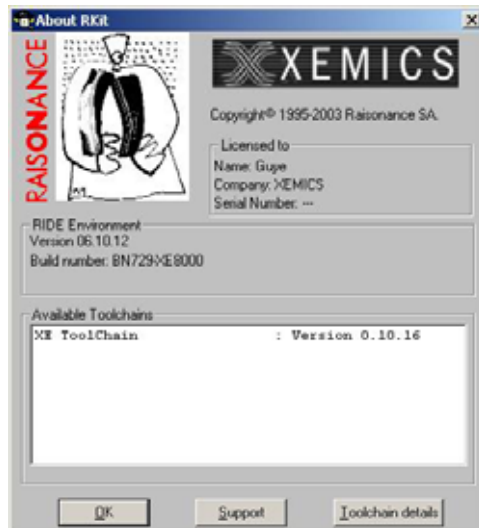 About RKit
RAISONANCE
XEMICS
Copyright© 1995-2003 Raisonance SA.
Licensed to
Name: Guye
Company: XEMICS
Serial Number: ---
RIDE Environment
Version 06.10.12
Build number: BN729-XE8000
Available Toolchains
XE ToolChain : Version 0.10.16
OK
Support
Toolchain details